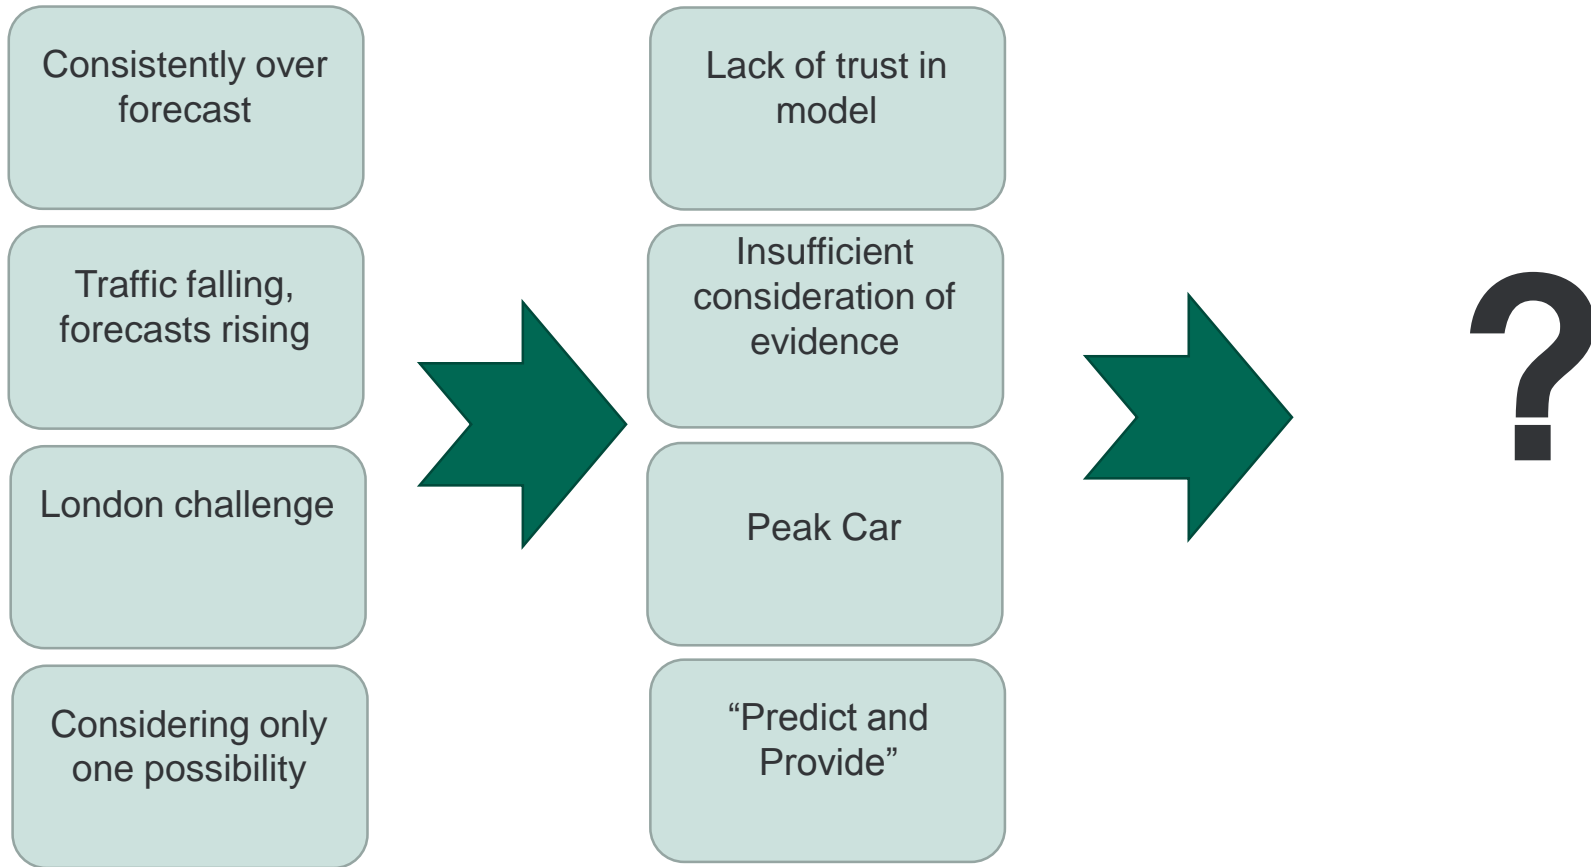 Consistently over
forecast
Traffic falling,
forecasts rising
London challenge
Considering only
one possibility
Lack of trust in
model
Insufficient
consideration of
evidence
Peak Car
“Predict and
Provide”
?